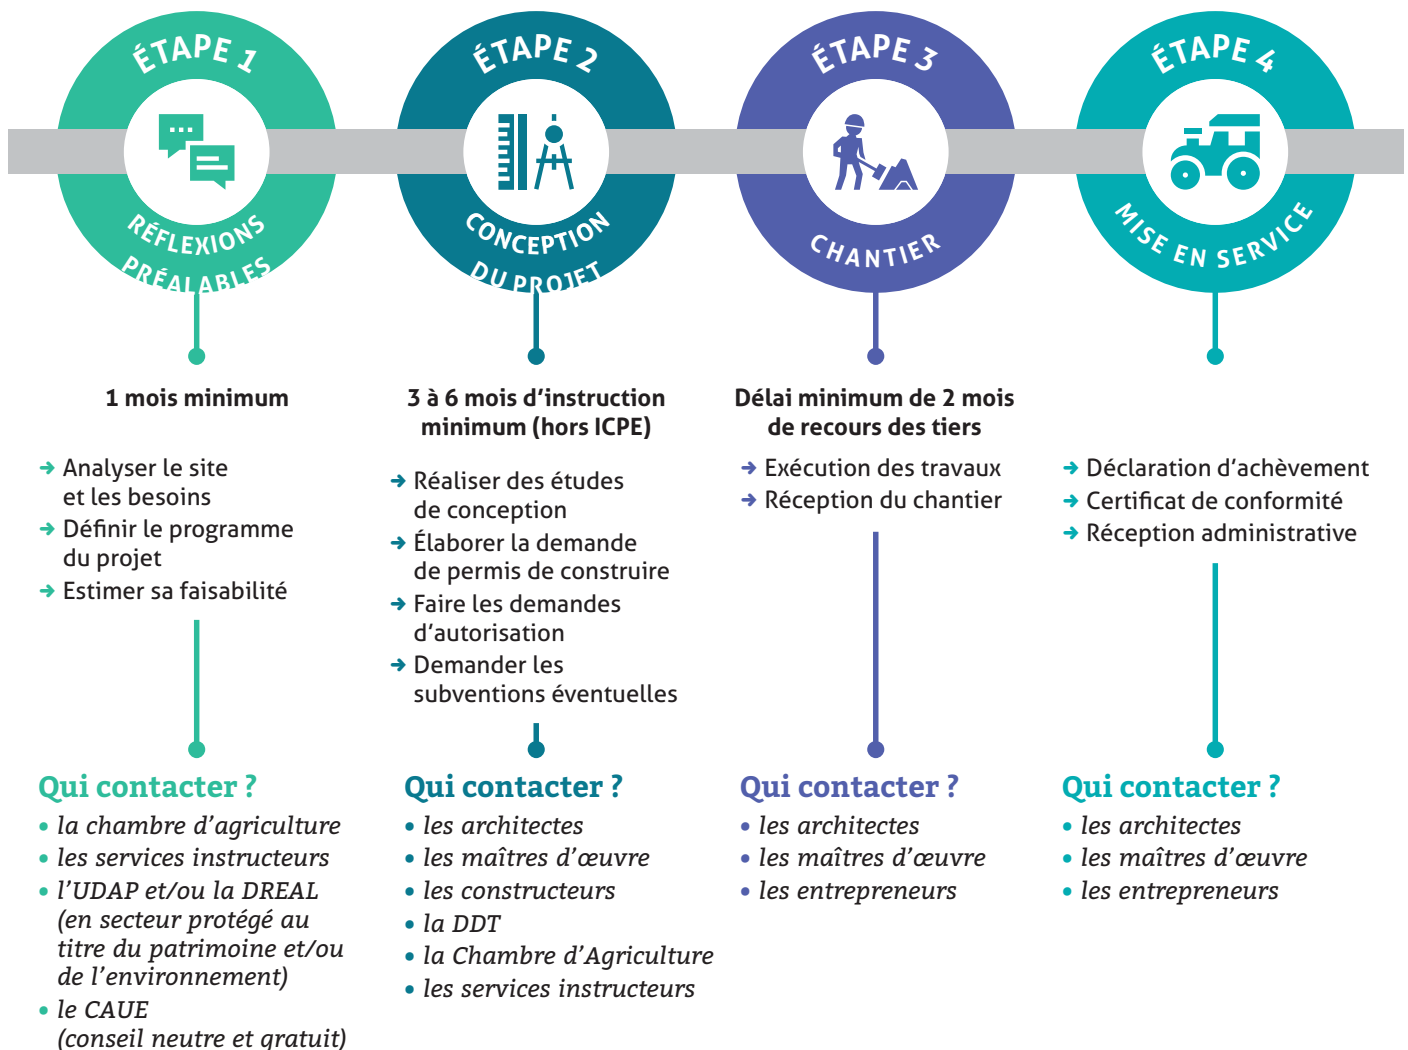 ÉTAPE 1
RÉFLEXIONS
PRÉALABLES
1 mois minimum
→ Analyser le site
et les besoins
→ Définir le programme
du projet
→ Estimer sa faisabilité
Qui contacter ?
• la chambre d'agriculture
• les services instructeurs
• l'UDAP et/ou la DREAL
(en secteur protégé au
titre du patrimoine et/ou
de l'environnement)
• le CAUE
(conseil neutre et gratuit)
ÉTAPE 2
CONCEPTION
DU PROJET
3 à 6 mois d'instruction
minimum (hors ICPE)
→ Réaliser des études
de conception
→ Élaborer la demande
de permis de construire
→ Faire les demandes
d'autorisation
→ Demander les
subventions éventuelles
Qui contacter ?
• les architectes
• les maîtres d'œuvre
• les constructeurs
• la DDT
• la Chambre d'Agriculture
• les services instructeurs
ÉTAPE 3
CHANTIER
Délai minimum de 2 mois
de recours des tiers
→ Exécution des travaux
→ Réception du chantier
Qui contacter ?
• les architectes
• les maîtres d'œuvre
• les entrepreneurs
ÉTAPE 4
MISE EN SERVICE
→ Déclaration d'achèvement
→ Certificat de conformité
→ Réception administrative
Qui contacter ?
• les architectes
• les maîtres d'œuvre
• les entrepreneurs